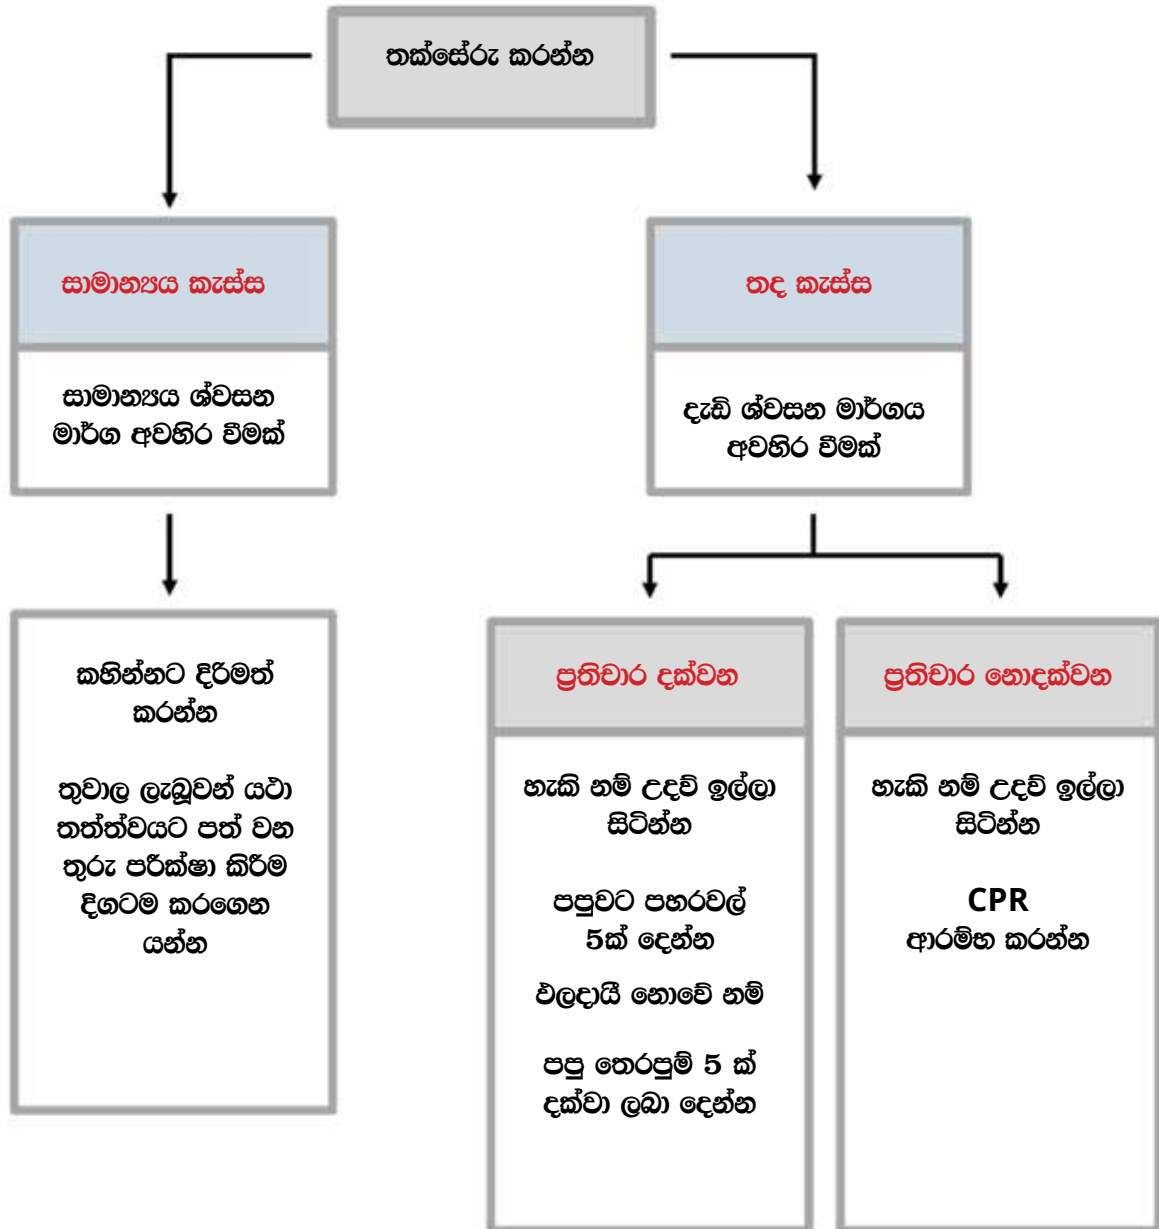 තක්සේරු කරන්න
සාමාන්‍යය කැස්ස
සාමාන්‍යය ශ්වසන
මාර්ග අවහිර වීමක්
කහින්නට දිරිමත්
කරන්න
තුවාල ලැබූවන් යථා
තත්ත්වයට පත් වන
තුරු පරීක්ෂා කිරීම
දිගටම කරගෙන
යන්න
තද කැස්ස
දැඩි ශ්වසන මාර්ගය
අවහිර වීමක්
ප්‍රතිචාර දක්වන
හැකි නම් උදව් ඉල්ලා
සිටින්න
පපුවට පහරවල්
5ක් දෙන්න
ඵලදායී නොවේ නම්
පපු තෙරපුම් 5 ක්
දක්වා ලබා දෙන්න
ප්‍රතිචාර නොදක්වන
හැකි නම් උදව් ඉල්ලා
සිටින්න
CPR
ආරම්භ කරන්න